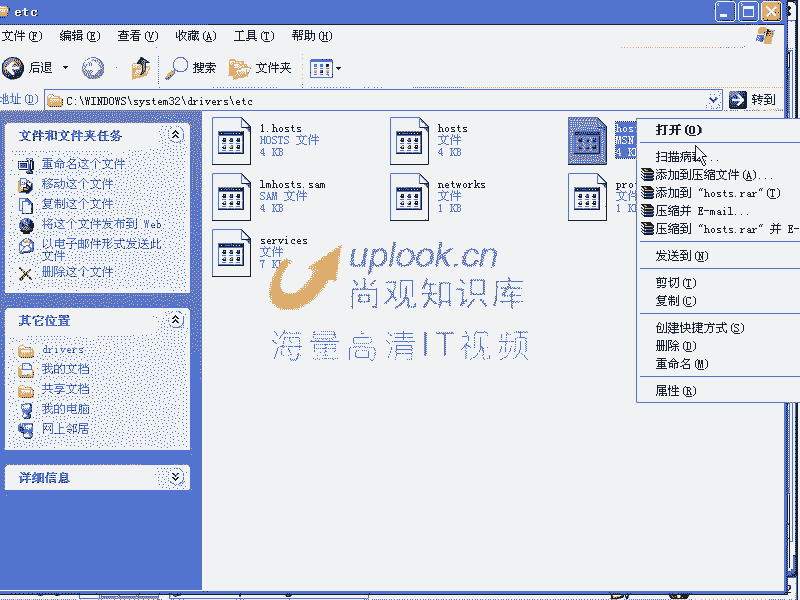 etc
文件(F) 编辑(E) 查看(V) 收藏(A) 工具(T) 帮助(H)
后退 搜索 文件夹
地址(D) C:\WINDOWS\system32\drivers\etc 转到
文件和文件夹任务
重命名这个文件
移动这个文件
复制这个文件
将这个文件发布到 Web
以电子邮件形式发送此
文件
删除这个文件
其它位置
drivers
我的文档
共享文档
我的电脑
网上邻居
详细信息
1.hosts
HOSTS 文件
4 KB
hosts
文件
4 KB
hos
MSN
4 K
lmhosts.sam
SAM 文件
4 KB
networks
文件
1 KB
pro
文件
1 K
services
文件
7 K
uplook.cn
尚观知识库
海量高清IT视频
打开(O)
扫描病
添加到压缩文件(A)...
添加到 "hosts.rar"(T)
压缩并 E-mail...
压缩到 "hosts.rar" 并 E-
发送到(N)
剪切(T)
复制(C)
创建快捷方式(S)
删除(D)
重命名(M)
属性(R)